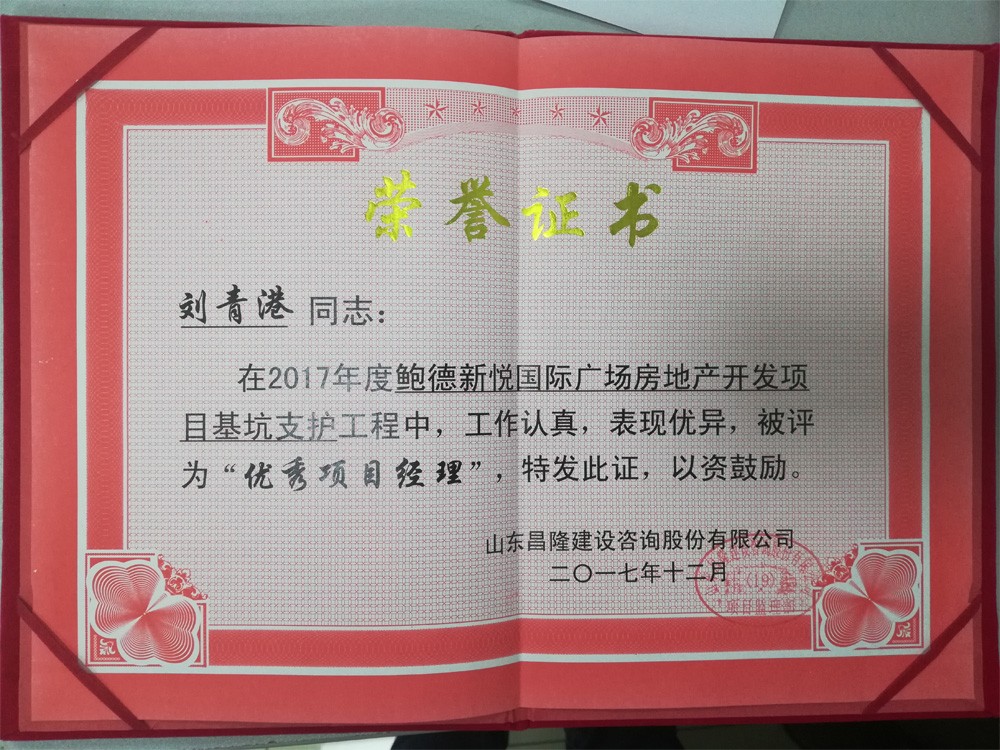 荣誉证书
刘青港 同志：
在2017年度鲍德新悦国际广场房地产开发项
目基坑支护工程中，工作认真，表现优异，被评
为“优秀项目经理”，特发此证，以资鼓励。
山东昌隆建设咨询股份有限公司
二〇一七年十二月